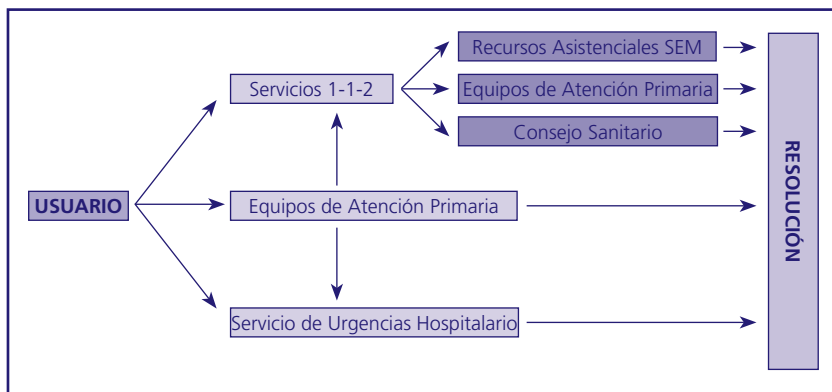 Recursos Asistenciales SEM
Servicios 1-1-2
Equipos de Atención Primaria
Consejo Sanitario
USUARIO
Equipos de Atención Primaria
Servicio de Urgencias Hospitalario
RESOLUCIÓN